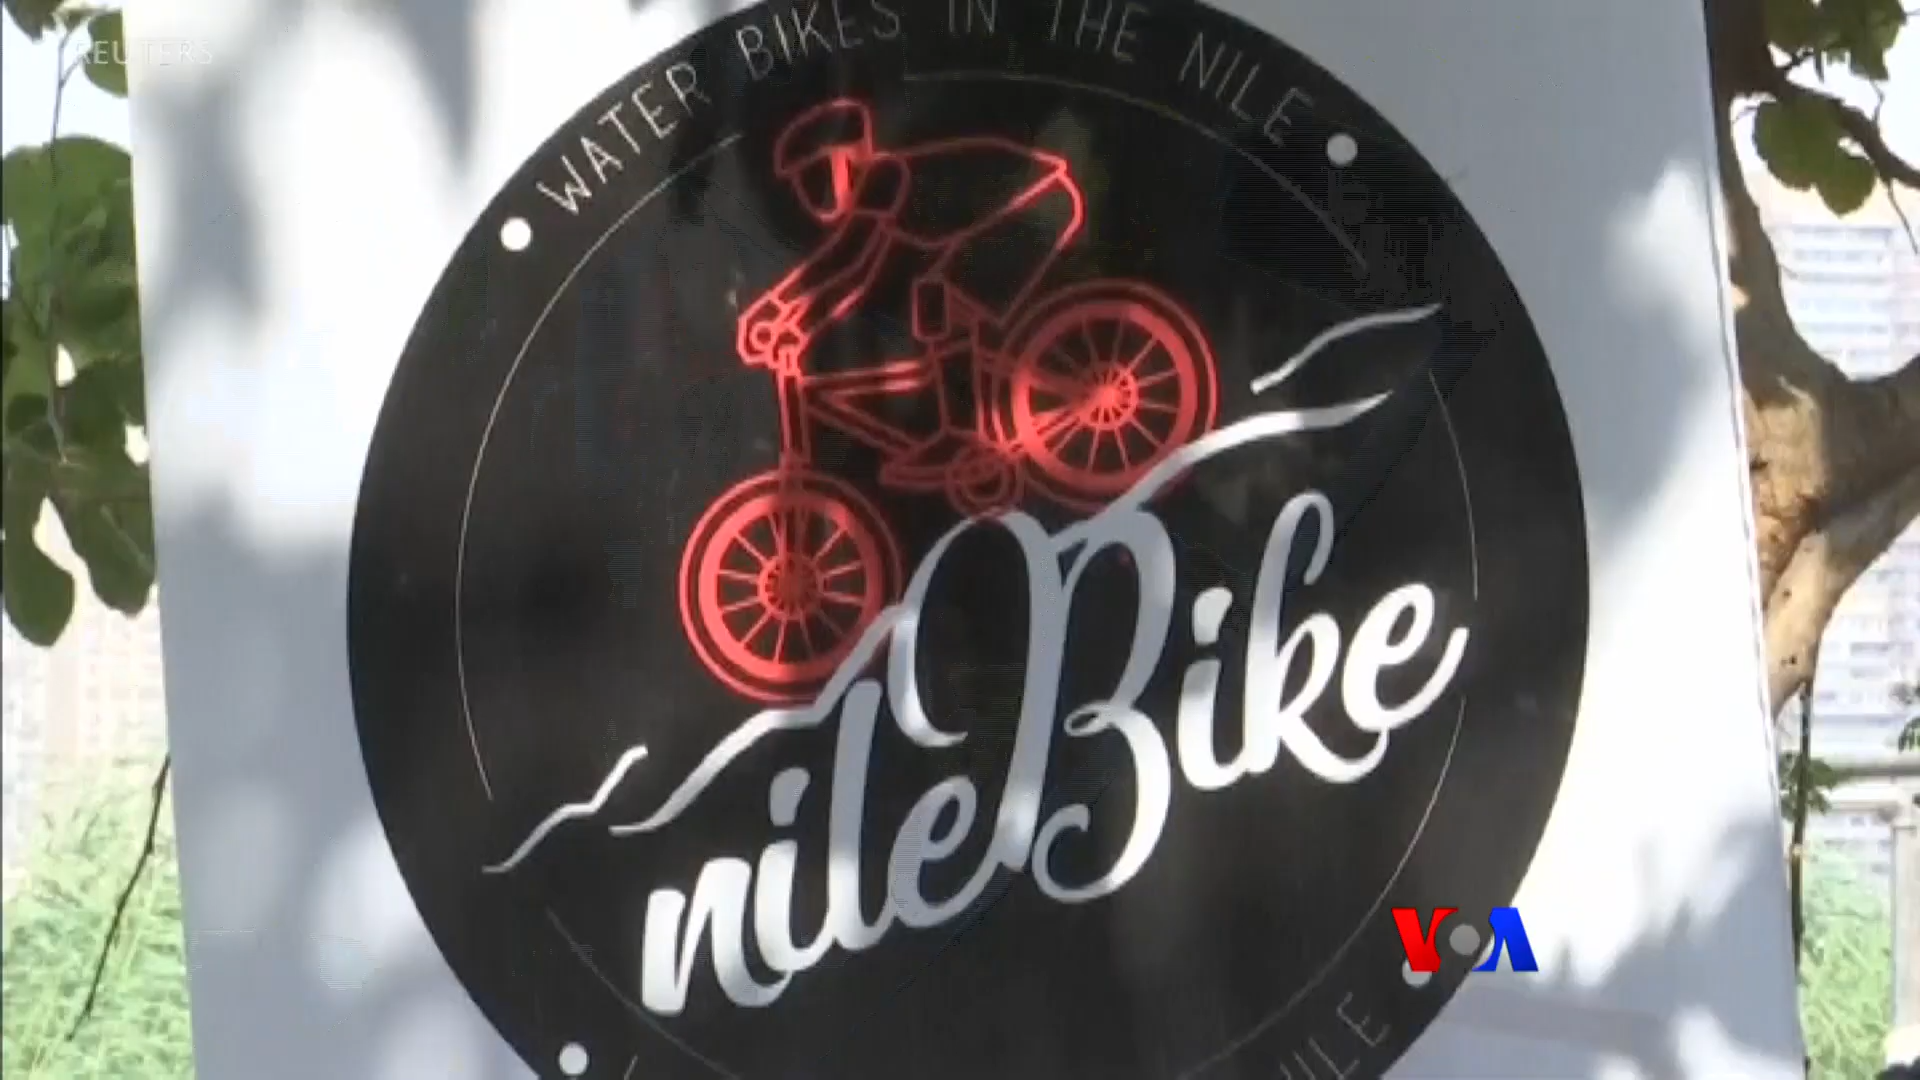 REUTERS
WATER BIKES IN THE NILE
nileBike
VOA